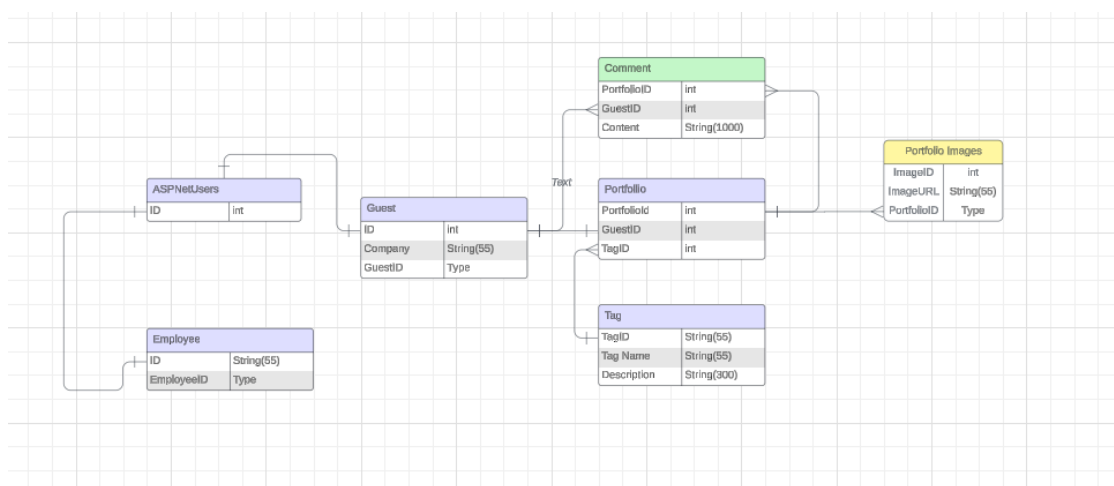 Comment
PortfolioID int
GuestID int
Content String(1000)
Portfolio Images
ImageID int
ImageURL String(55)
PortfolioID Type
Text
ASPNetUsers
ID int
Portfolio
PortfolioId int
GuestID int
TagID int
Guest
ID int
Company String(55)
GuestID Type
Tag
TagID String(55)
Tag Name String(55)
Description String(300)
Employee
ID String(55)
EmployeeID Type